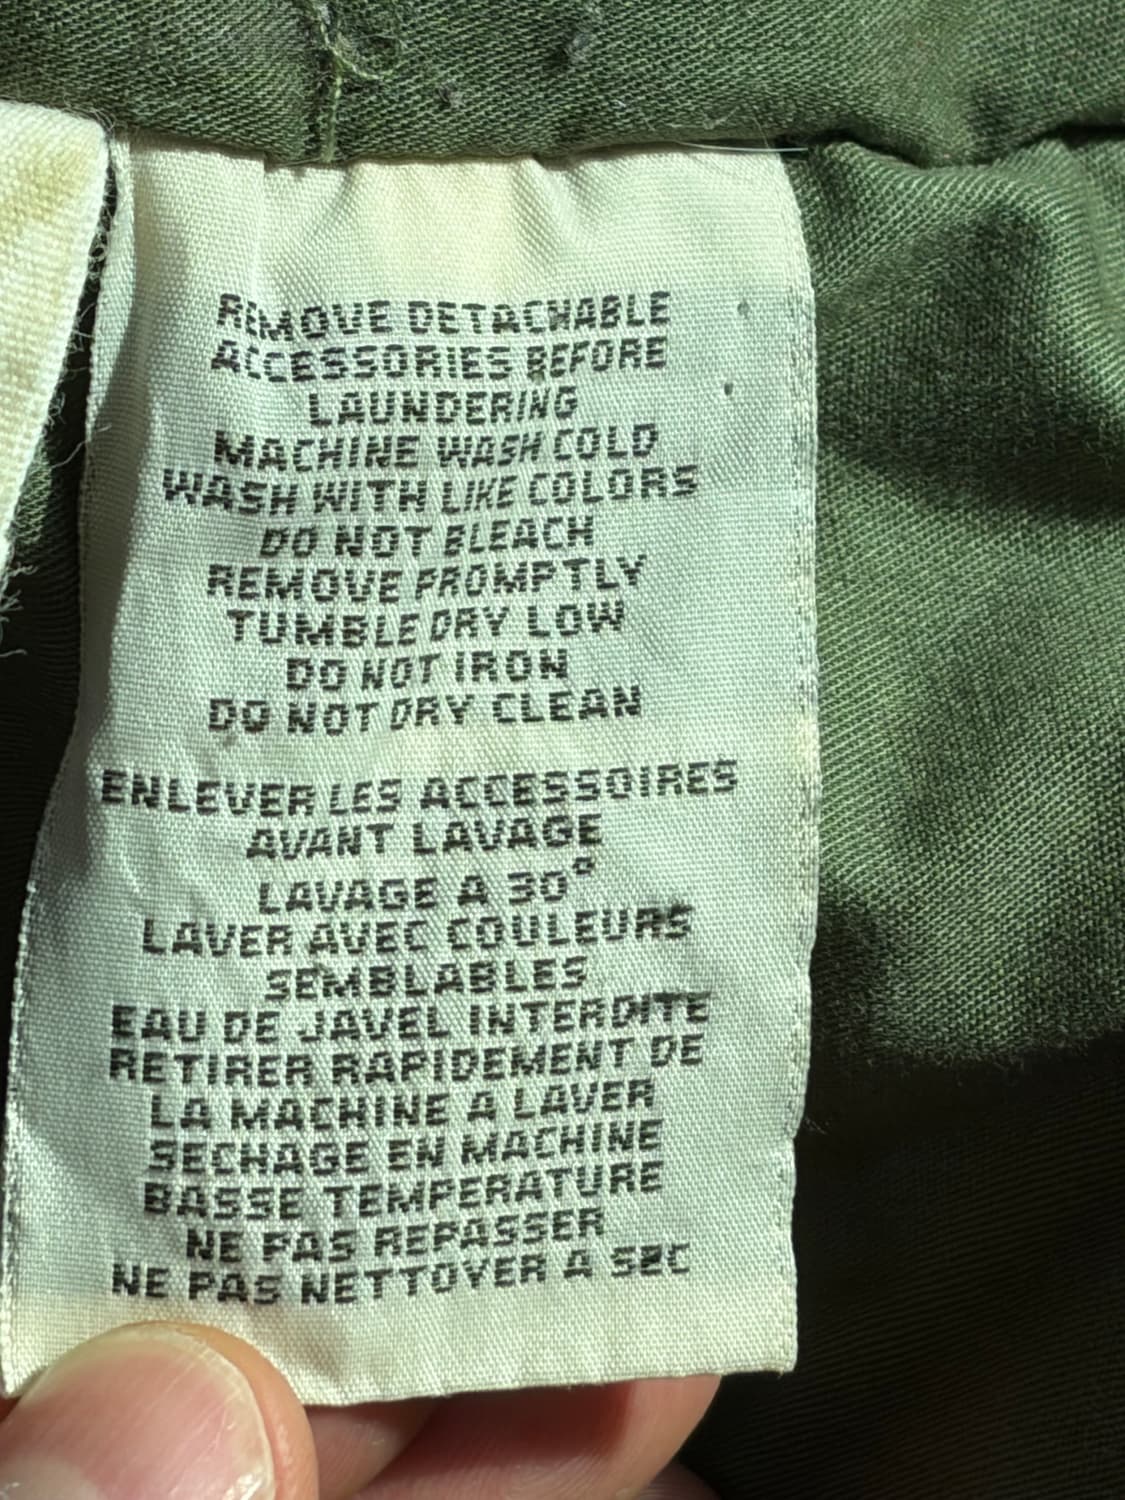 REMOVE DETACHABLE
ACCESSORIES BEFORE
LAUNDERING
MACHINE WASH COLD
WASH WITH LIKE COLORS
DO NOT BLEACH
REMOVE PROMPTLY
TUMBLE DRY LOW
DO NOT IRON
DO NOT DRY CLEAN
ENLEVER LES ACCESSOIRES
AVANT LAVAGE
LAVAGE A 30°
LAVER AVEC COULEURS
SEMBLABLES
EAU DE JAVEL INTERDITE
RETIRER RAPIDEMENT DE
LA MACHINE A LAVER
SECHAGE EN MACHINE
BASSE TEMPERATURE
NE PAS REPASSER
NE PAS NETTOYER A SEC